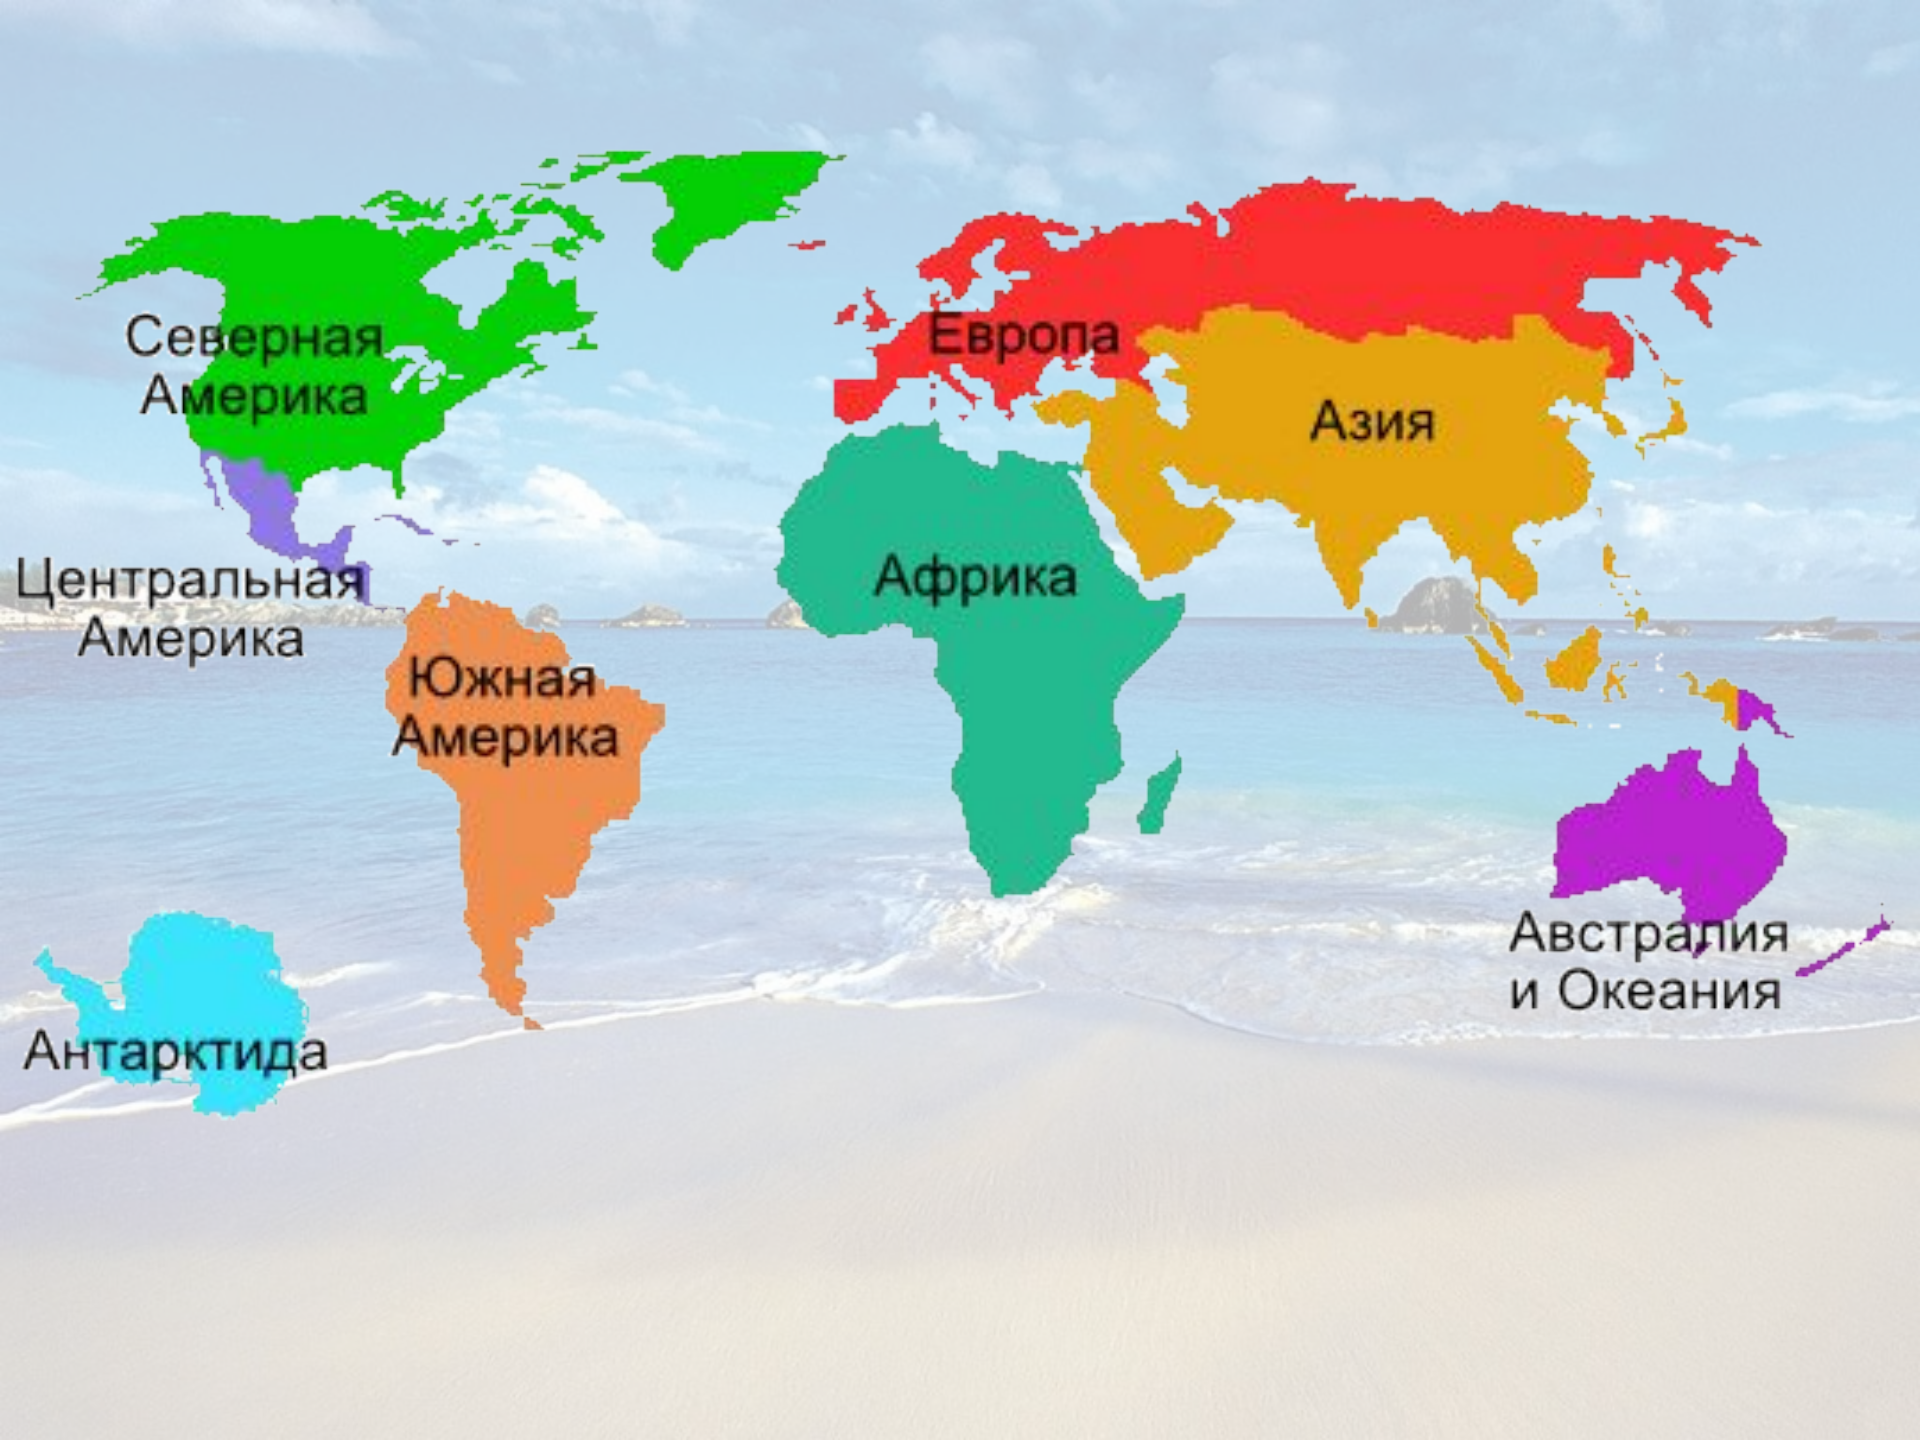 Северная
Америка
Европа
Азия
Центральная
Америка
Африка
Южная
Америка
Австралия
и Океания
Антарктида